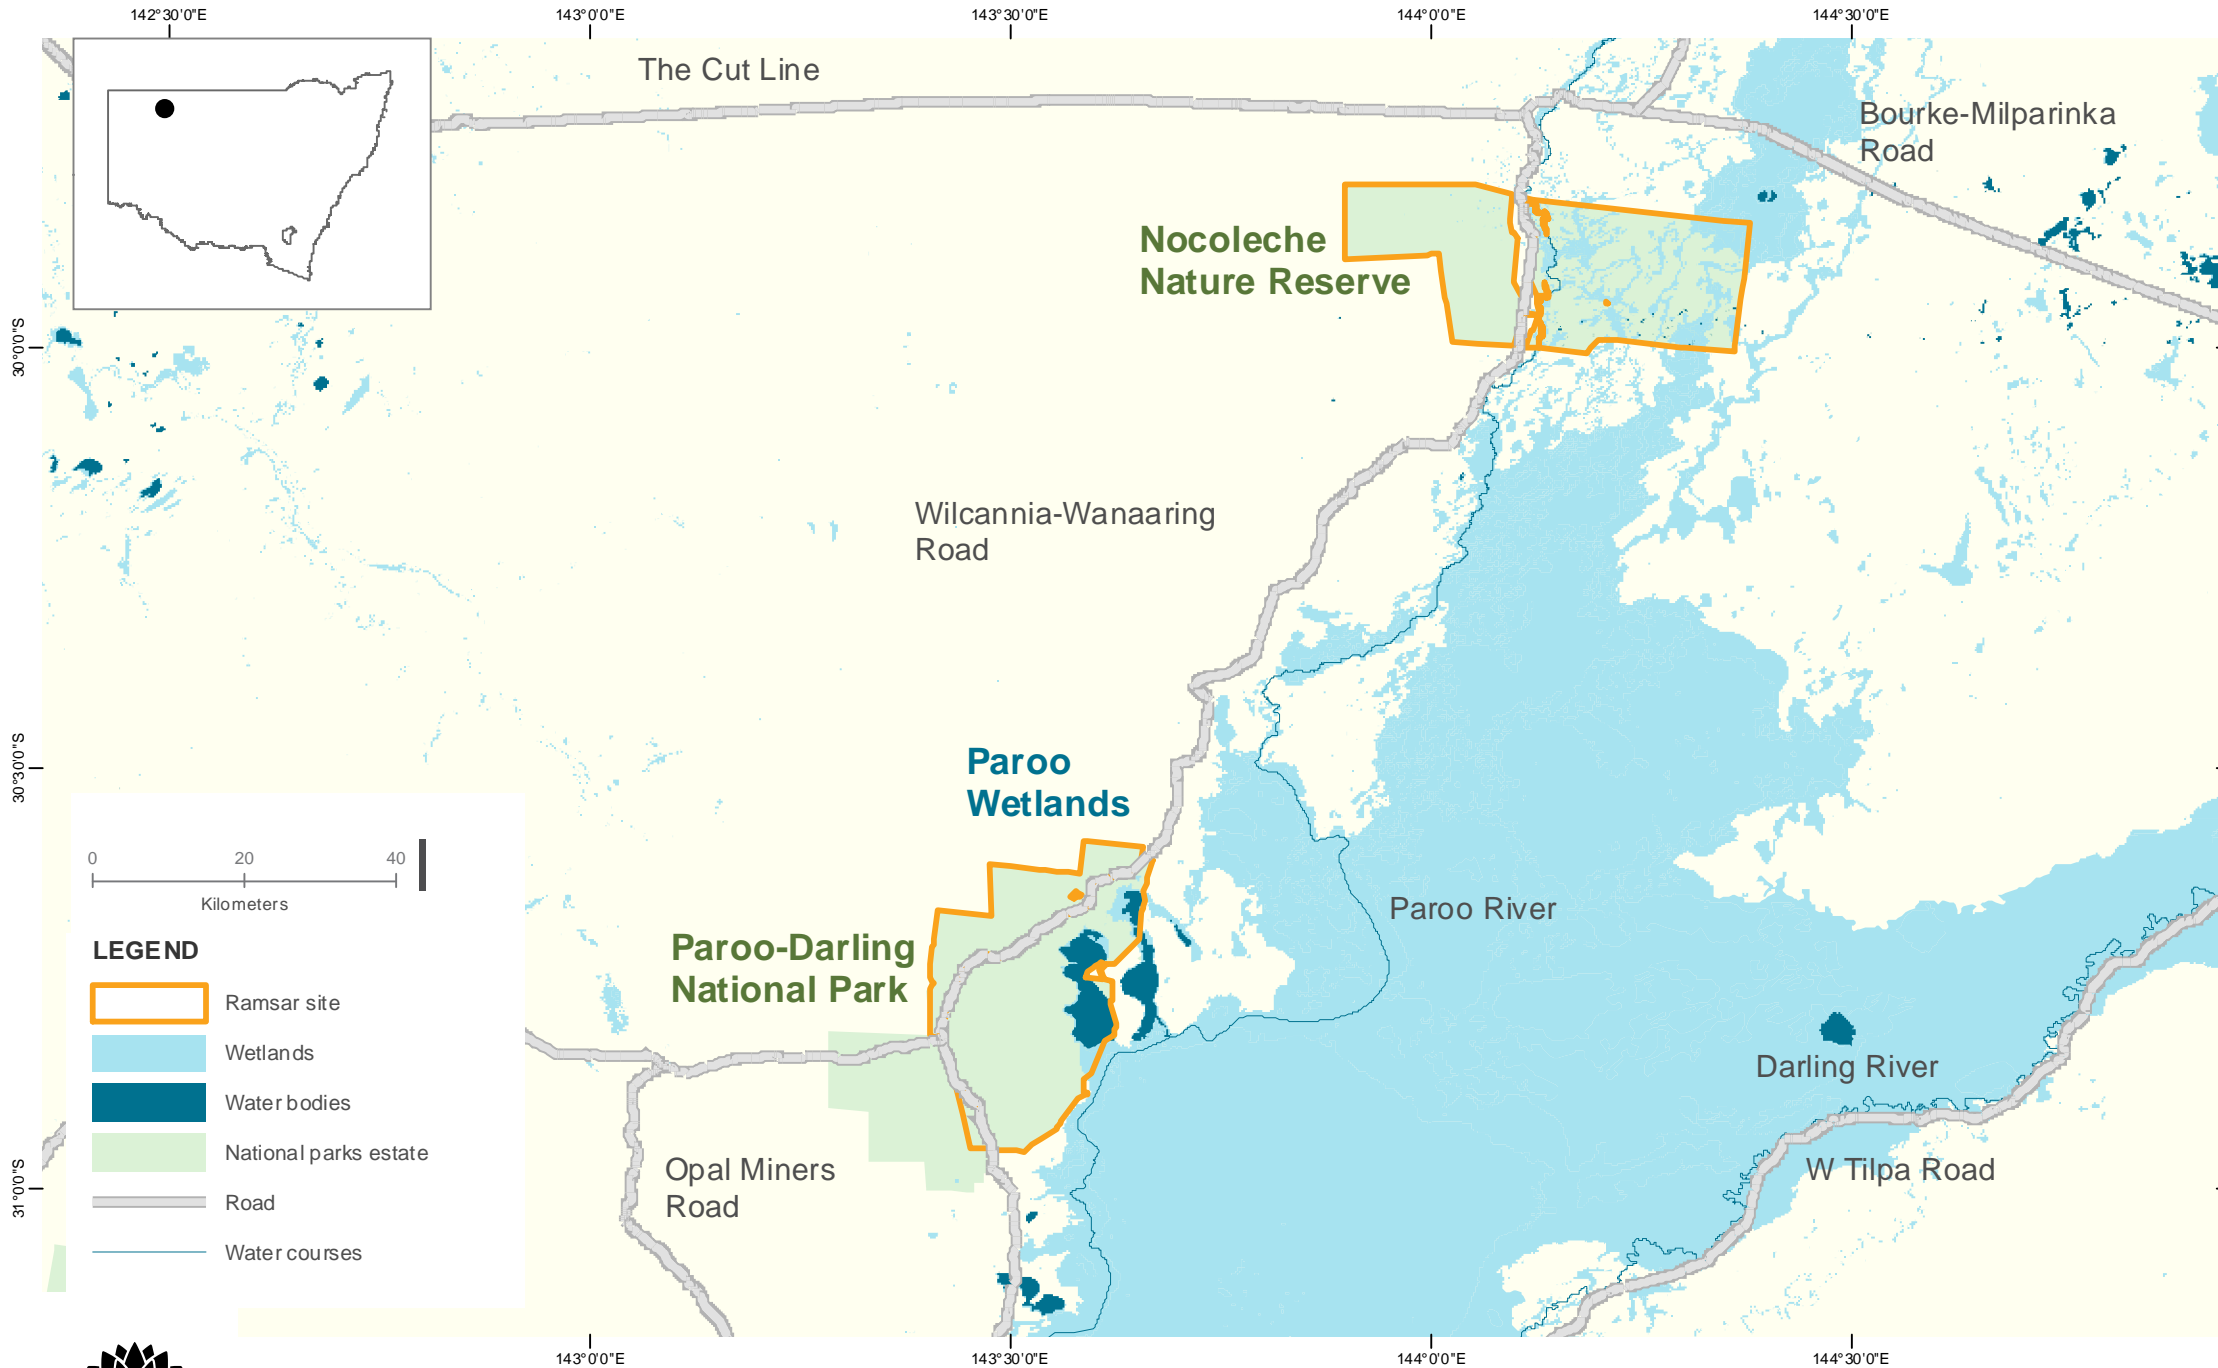 142°30'0"E
143°0'0"E
143°30'0"E
144°0'0"E
144°30'0"E
The Cut Line
Bourke-Milparinka
Road
Nocoleche
Nature Reserve
30°0'0"S
Wilcannia-Wanaaring
Road
Paroo
Wetlands
30°30'0"S
0 20 40
Kilometers
Paroo River
Paroo-Darling
National Park
LEGEND
Ramsar site
Wetlands
Water bodies
National parks estate
Road
Water courses
Darling River
W Tilpa Road
Opal Miners
Road
31°0'0"S
143°0'0"E
143°30'0"E
144°0'0"E
144°30'0"E